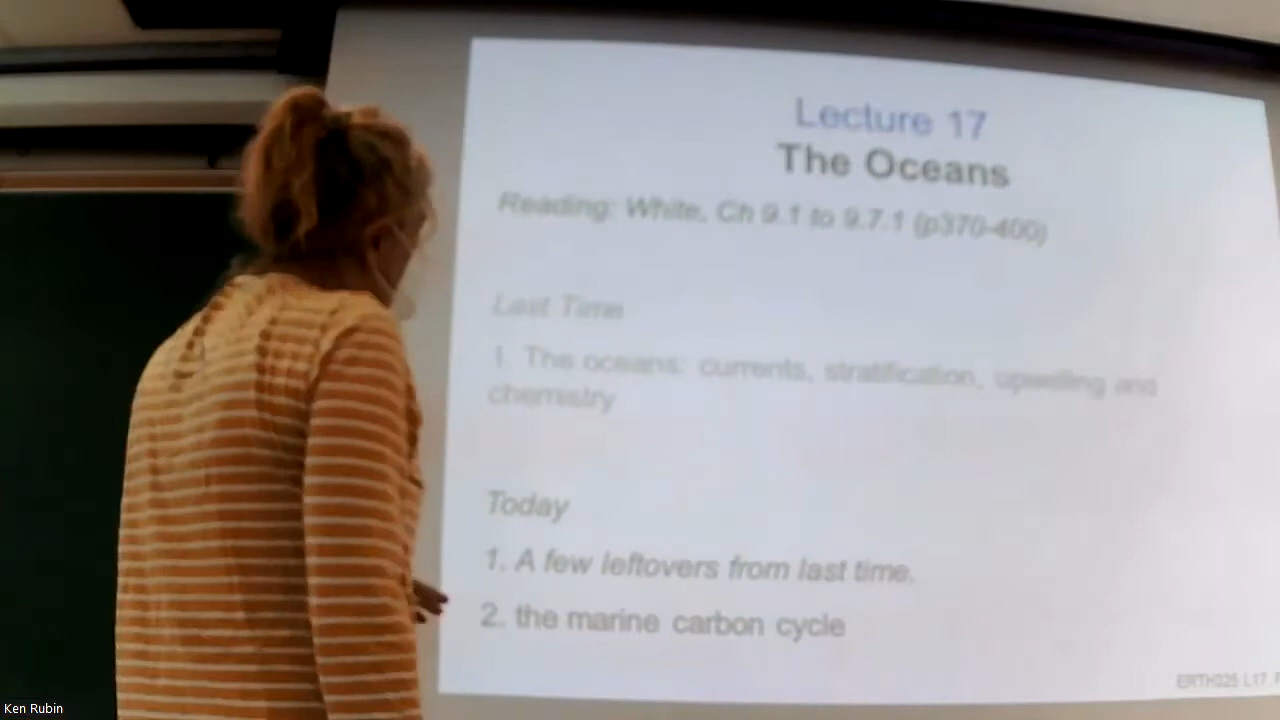 Lecture 17
The Oceans
Reading: White, Ch 9.1 to 9.7.1 (p370-400)
Last Time
1. The oceans: currents, stratification, upwelling and
chemistry
Today
1. A few leftovers from last time.
2. the marine carbon cycle
ERTH325 L17
Ken Rubin